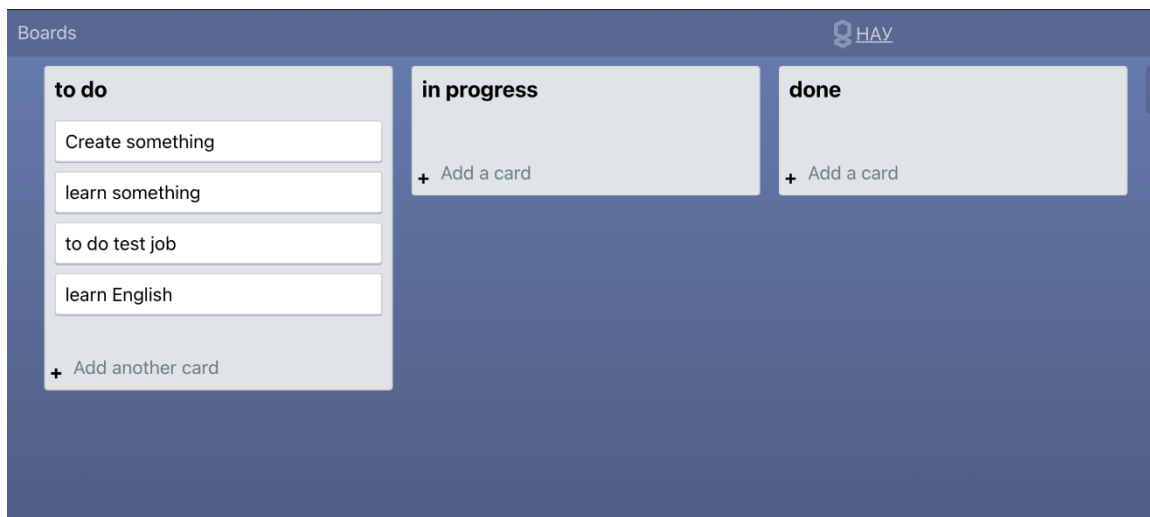 Boards
НАУ
to do
Create something
learn something
to do test job
learn English
+ Add another card
in progress
+ Add a card
done
+ Add a card